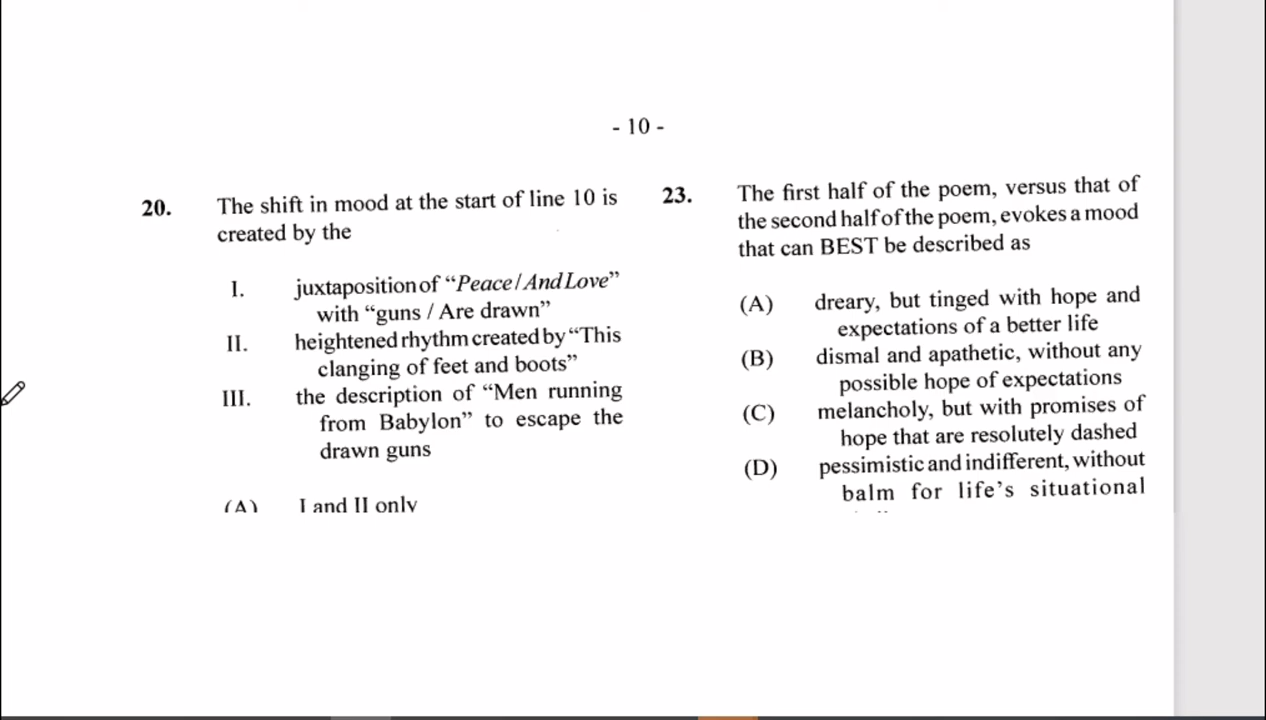 - 10 -
20. The shift in mood at the start of line 10 is
created by the
I. juxtaposition of “Peace / And Love”
with “guns / Are drawn”
II. heightened rhythm created by “This
clanging of feet and boots”
III. the description of “Men running
from Babylon” to escape the
drawn guns
(A) I and II only
23. The first half of the poem, versus that of
the second half of the poem, evokes a mood
that can BEST be described as
(A) dreary, but tinged with hope and
expectations of a better life
(B) dismal and apathetic, without any
possible hope of expectations
(C) melancholy, but with promises of
hope that are resolutely dashed
(D) pessimistic and indifferent, without
balm for life’s situational